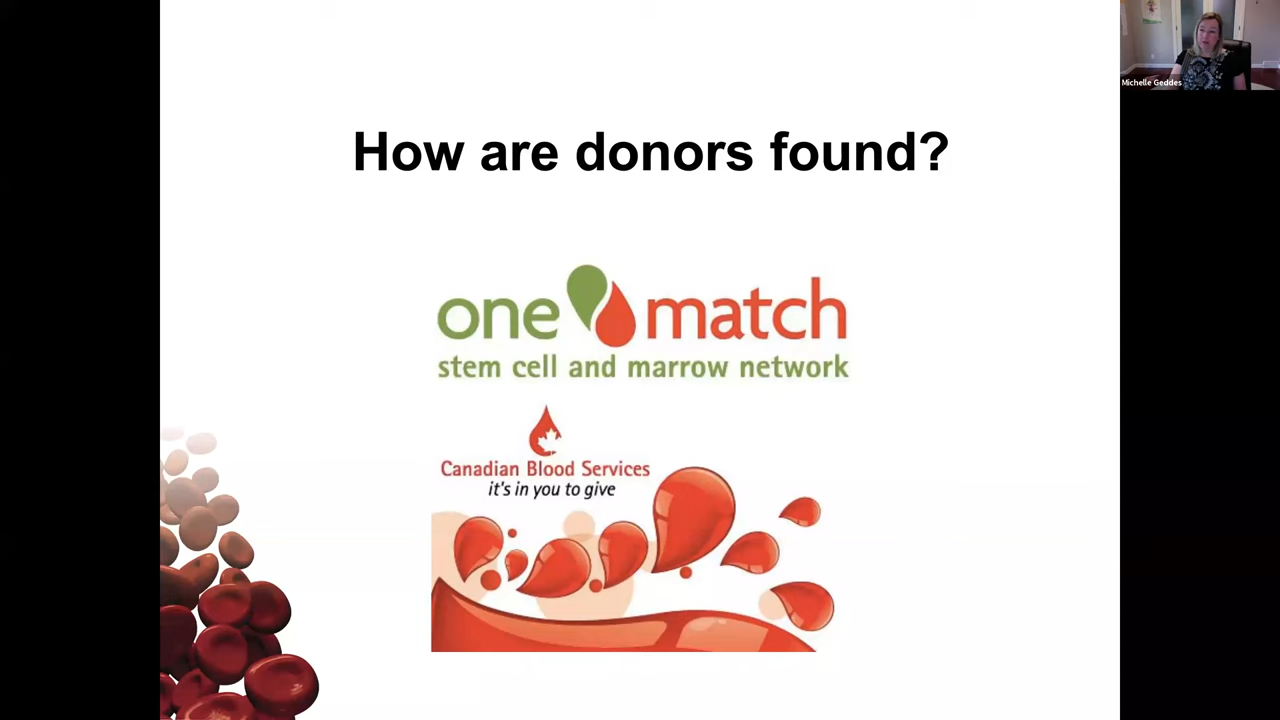 Michelle Geddes
How are donors found?
one match
stem cell and marrow network
Canadian Blood Services
it's in you to give